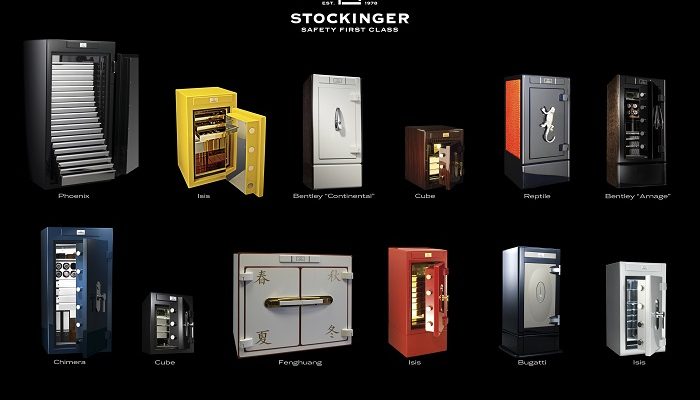 EST. 1978
STOCKINGER
SAFETY FIRST CLASS
Phoenix
Isis
Bentley "Continental"
Cube
Reptile
Bentley "Arnage"
春 秋
夏 冬
Chimera
Cube
Fenghuang
Isis
Bugatti
Isis